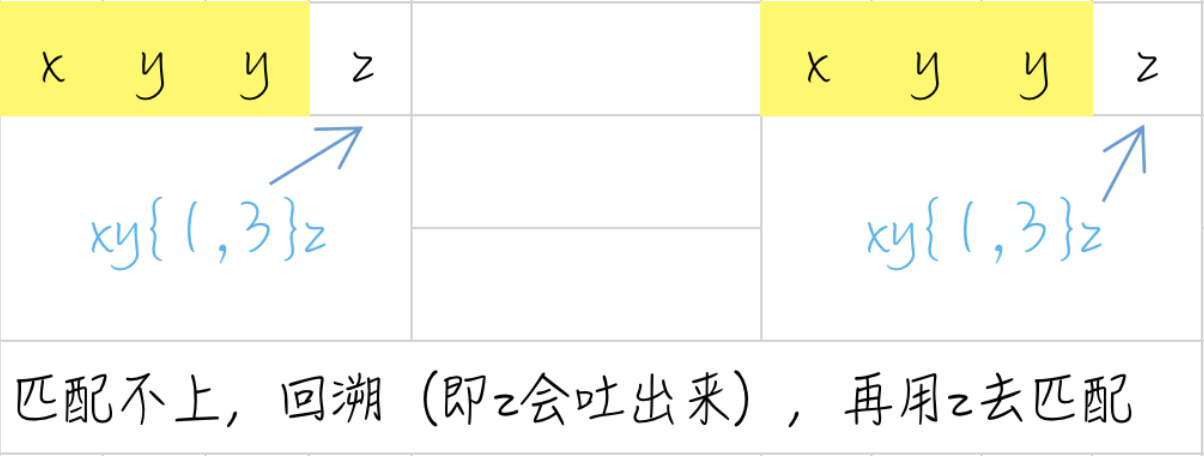 x y y z x y y z
xy{1,3}z xy{1,3}z
匹配不上，回溯（即z会吐出来），再用z去匹配